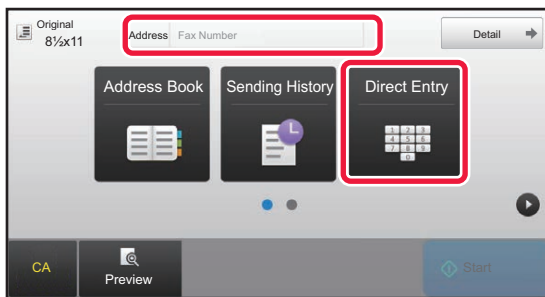 Original
8½x11
Address Fax Number
Detail
Address Book
Sending History
Direct Entry
1 2 3
4 5 6
7 8 9
0
CA
Preview
Start